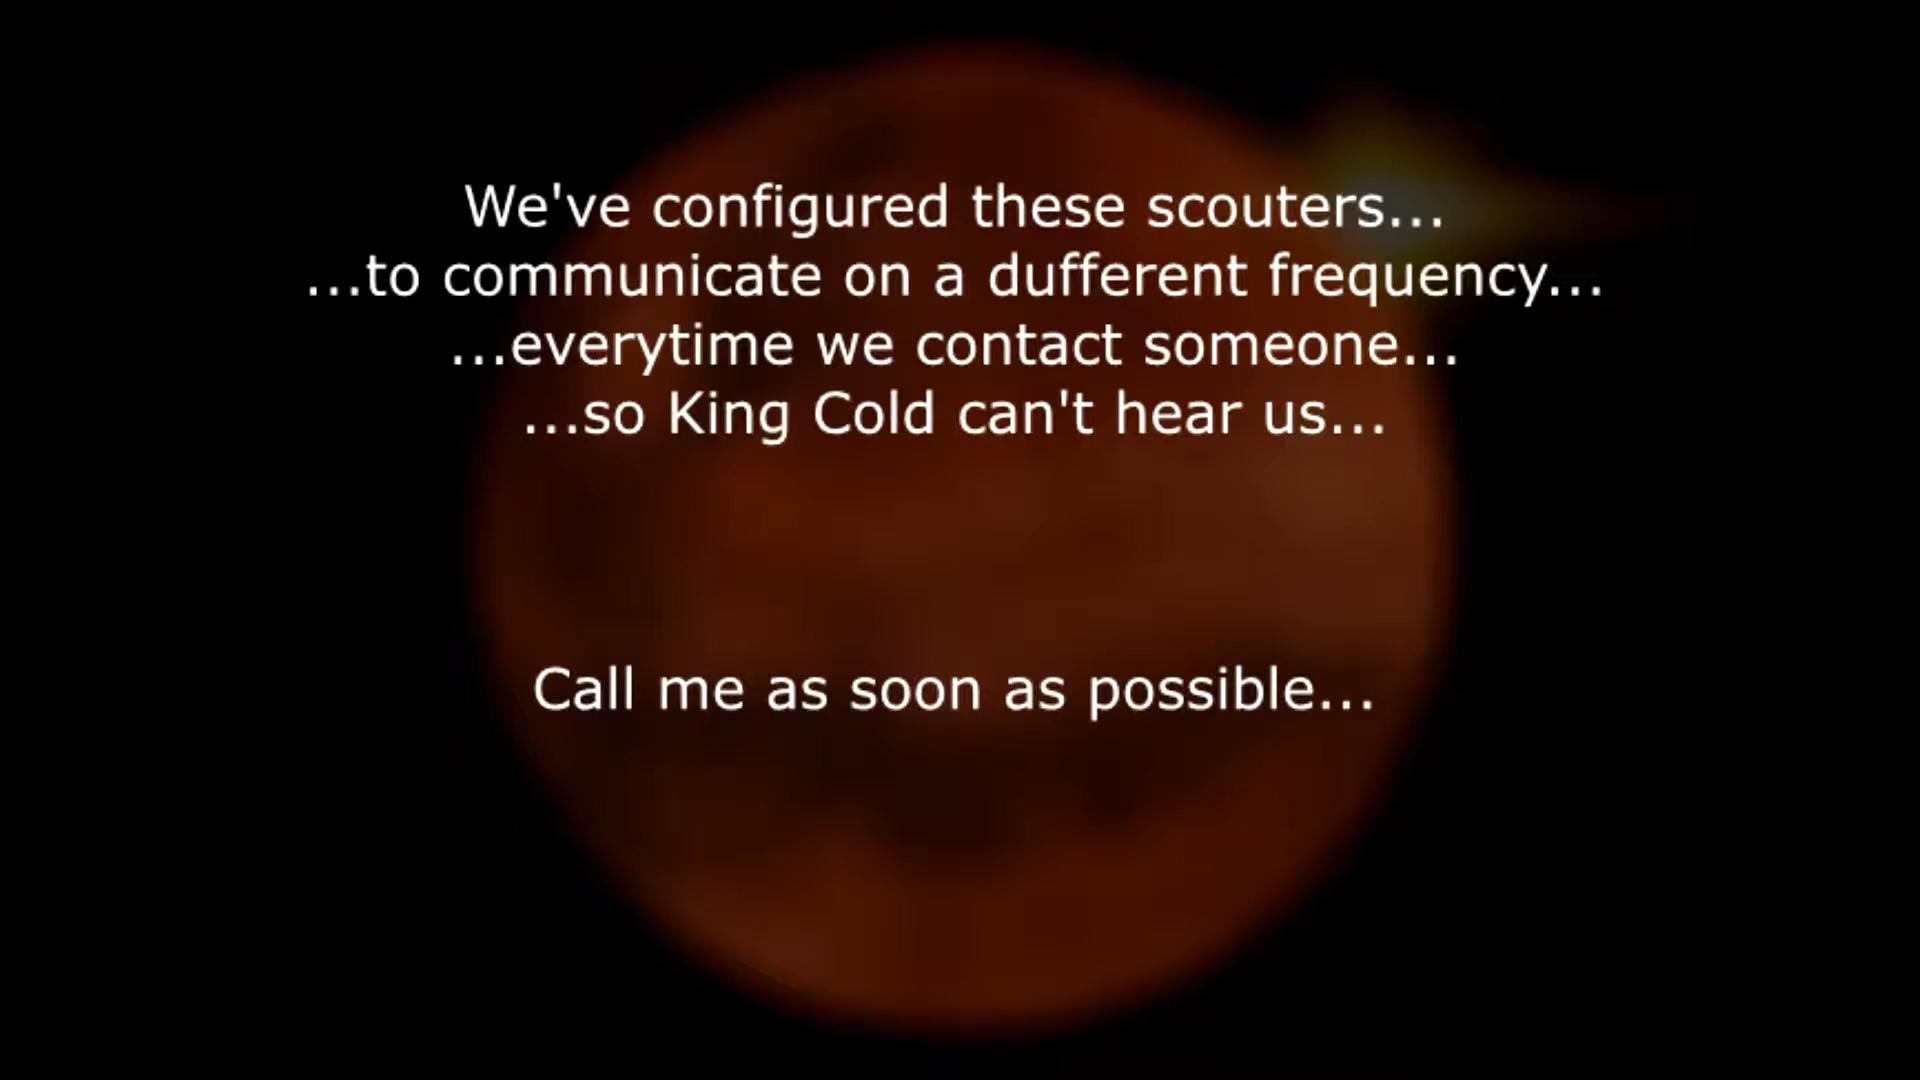 We've configured these scouters...
...to communicate on a dufferent frequency...
...everytime we contact someone...
...so King Cold can't hear us...
Call me as soon as possible...